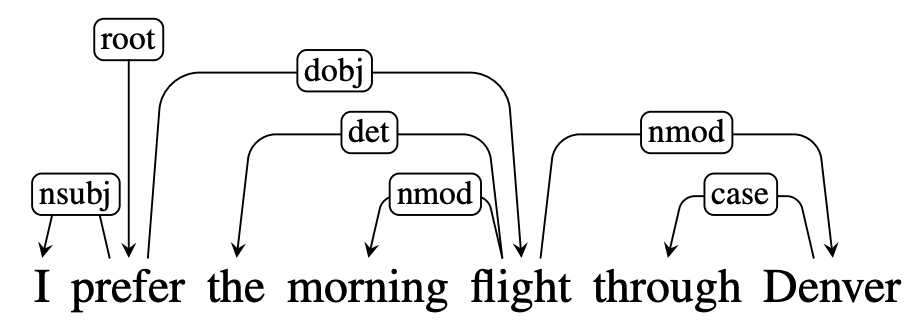 root
dobj
det nmod
nsubj nmod case
I prefer the morning flight through Denver